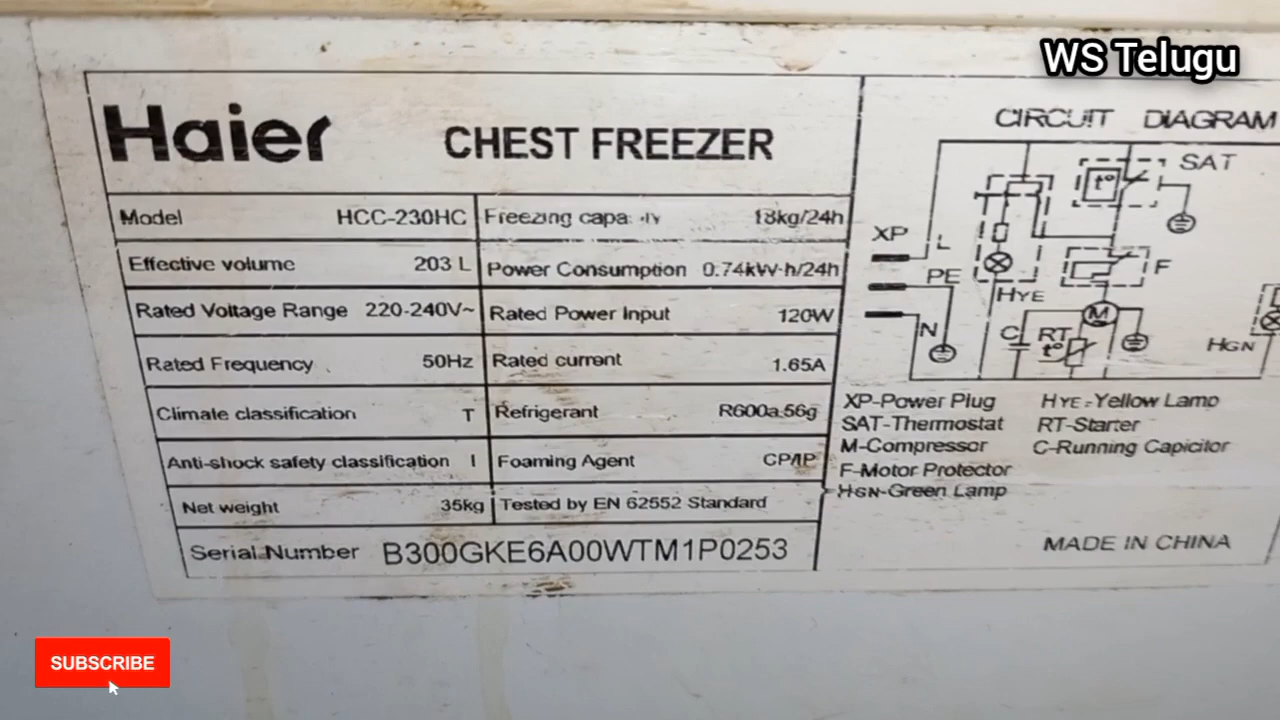 WS Telugu
Haier CHEST FREEZER
Model HCC-230HC Freezing 18kg/24h
Effective volume 203 L Power Consumption 0.74kW·h/24h
Rated Voltage Range 220-240V~ Rated Power Input 120W
Rated Frequency 50Hz Rated current 1.65A
Climate classification T Refrigerant R600a,56g
Anti-shock safety classification I Foaming Agent CP/IP
Net weight 35kg Tested by EN 62552 Standard
Serial Number B300GKE6A00WTM1P0253
CIRCUIT DIAGRAM
SAT
t°
XP
L
PE
F
HYE
M
N
C
RT
t°
HGN
XP-Power Plug HYE-Yellow Lamp
SAT-Thermostat RT-Starter
M-Compressor C-Running Capicitor
F-Motor Protector
HGN-Green Lamp
MADE IN CHINA
SUBSCRIBE